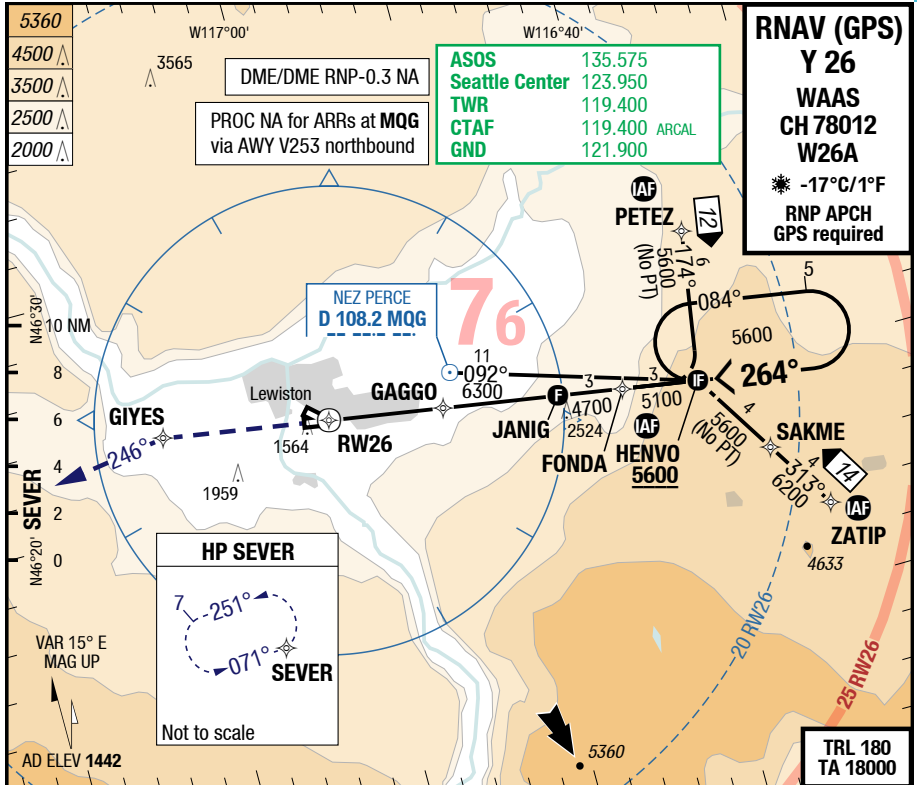 5360
4500
3500
2500
2000
3565
W117°00'
W116°40'
DME/DME RNP-0.3 NA
PROC NA for ARRs at MQG
via AWY V253 northbound
ASOS 135.575
Seattle Center 123.950
TWR 119.400
CTAF 119.400 ARCAL
GND 121.900
RNAV (GPS)
Y 26
WAAS
CH 78012
W26A
-17°C/1°F
RNP APCH
GPS required
IAF
PETEZ
12
174°
6
5600
(No PT)
084°
5
5600
264°
NEZ PERCE
D 108.2 MQG
76
N46°30'
10 NM
8
6
4
2
0
N46°20'
SEVER
11
092°
6300
Lewiston
GAGGO
GIYES
246°
1564
RW26
1959
F
JANIG
3
4700
2524
3
5100
FONDA
IF
IAF
HENVO
5600
4
5600
(No PT)
SAKME
4
14
313°
6200
IAF
ZATIP
4633
HP SEVER
7
251°
071°
SEVER
Not to scale
VAR 15° E
MAG UP
AD ELEV 1442
5360
20 RW26
25 RW26
TRL 180
TA 18000